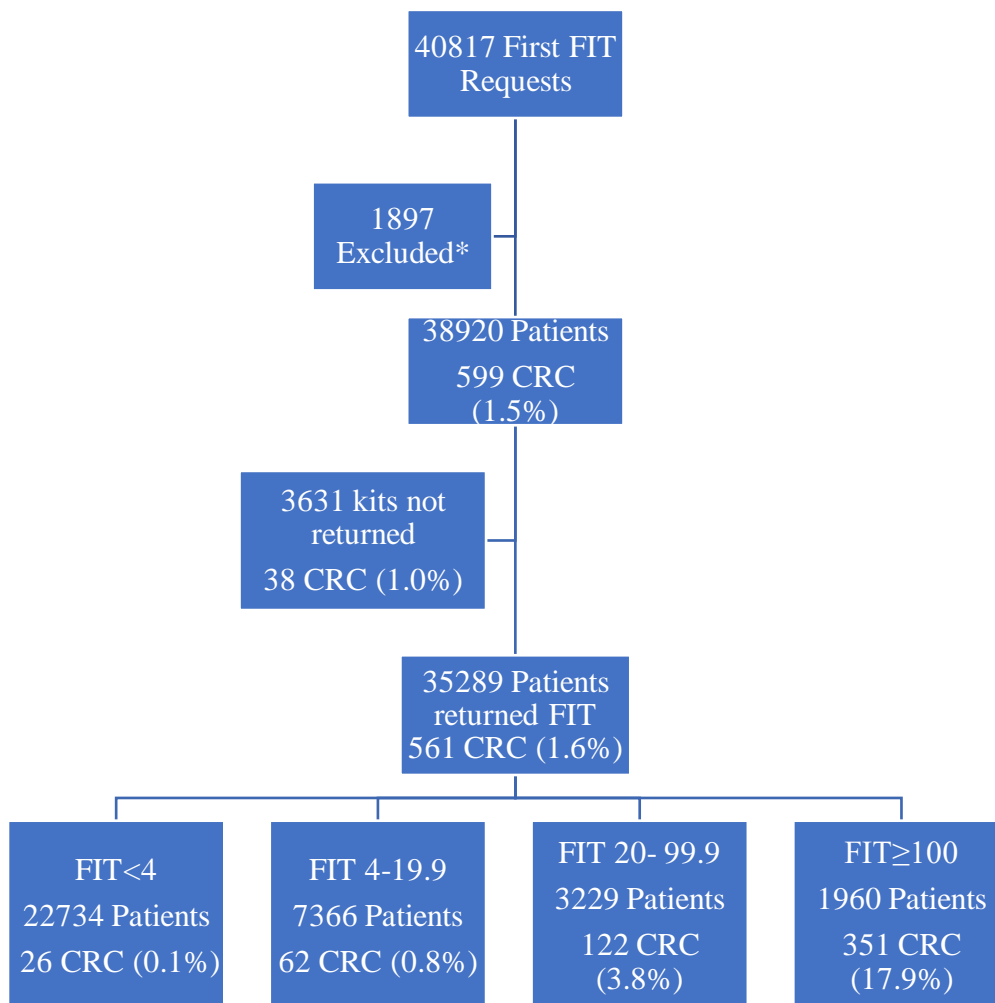 40817 First FIT
Requests
1897
Excluded*
38920 Patients
599 CRC
(1.5%)
3631 kits not
returned
38 CRC (1.0%)
35289 Patients
returned FIT
561 CRC (1.6%)
FIT<4
22734 Patients
26 CRC (0.1%)
FIT 4-19.9
7366 Patients
62 CRC (0.8%)
FIT 20- 99.9
3229 Patients
122 CRC
(3.8%)
FIT≥100
1960 Patients
351 CRC
(17.9%)